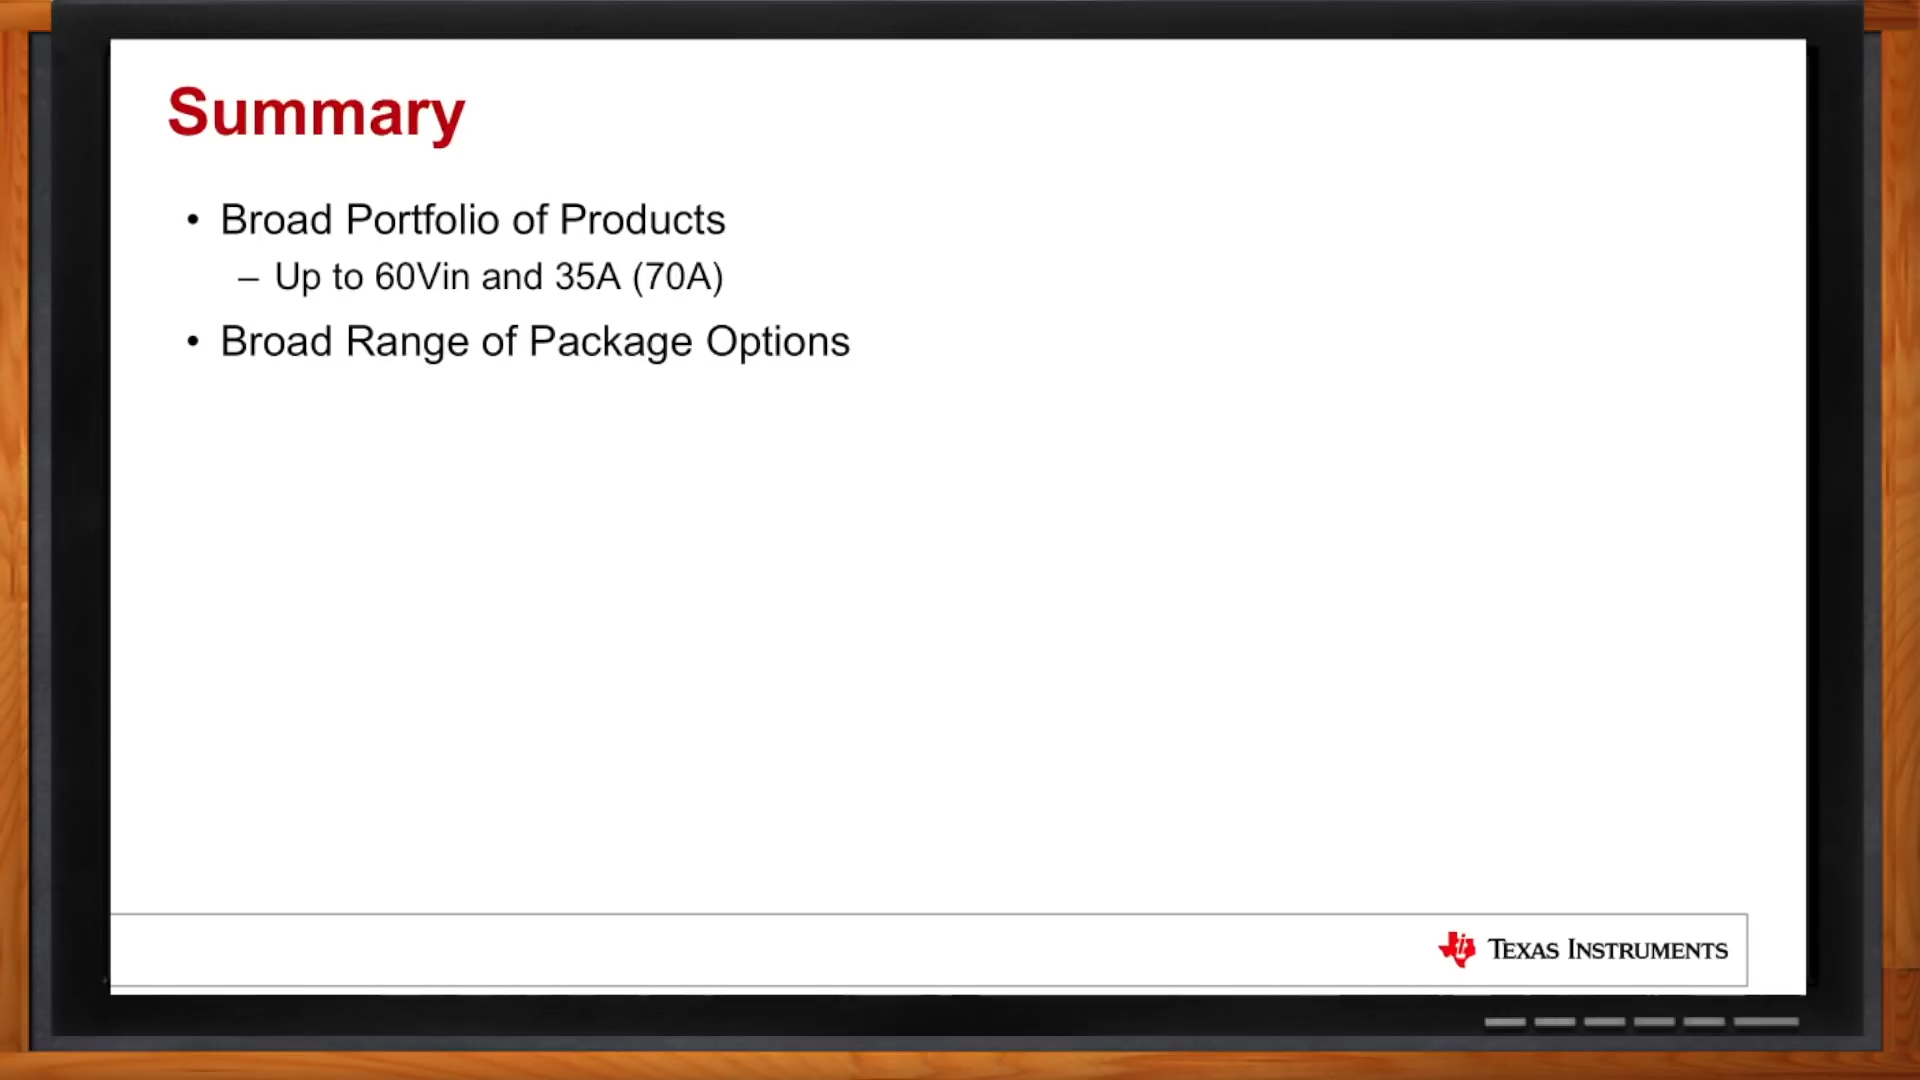 Summary
• Broad Portfolio of Products
– Up to 60Vin and 35A (70A)
• Broad Range of Package Options
TEXAS INSTRUMENTS